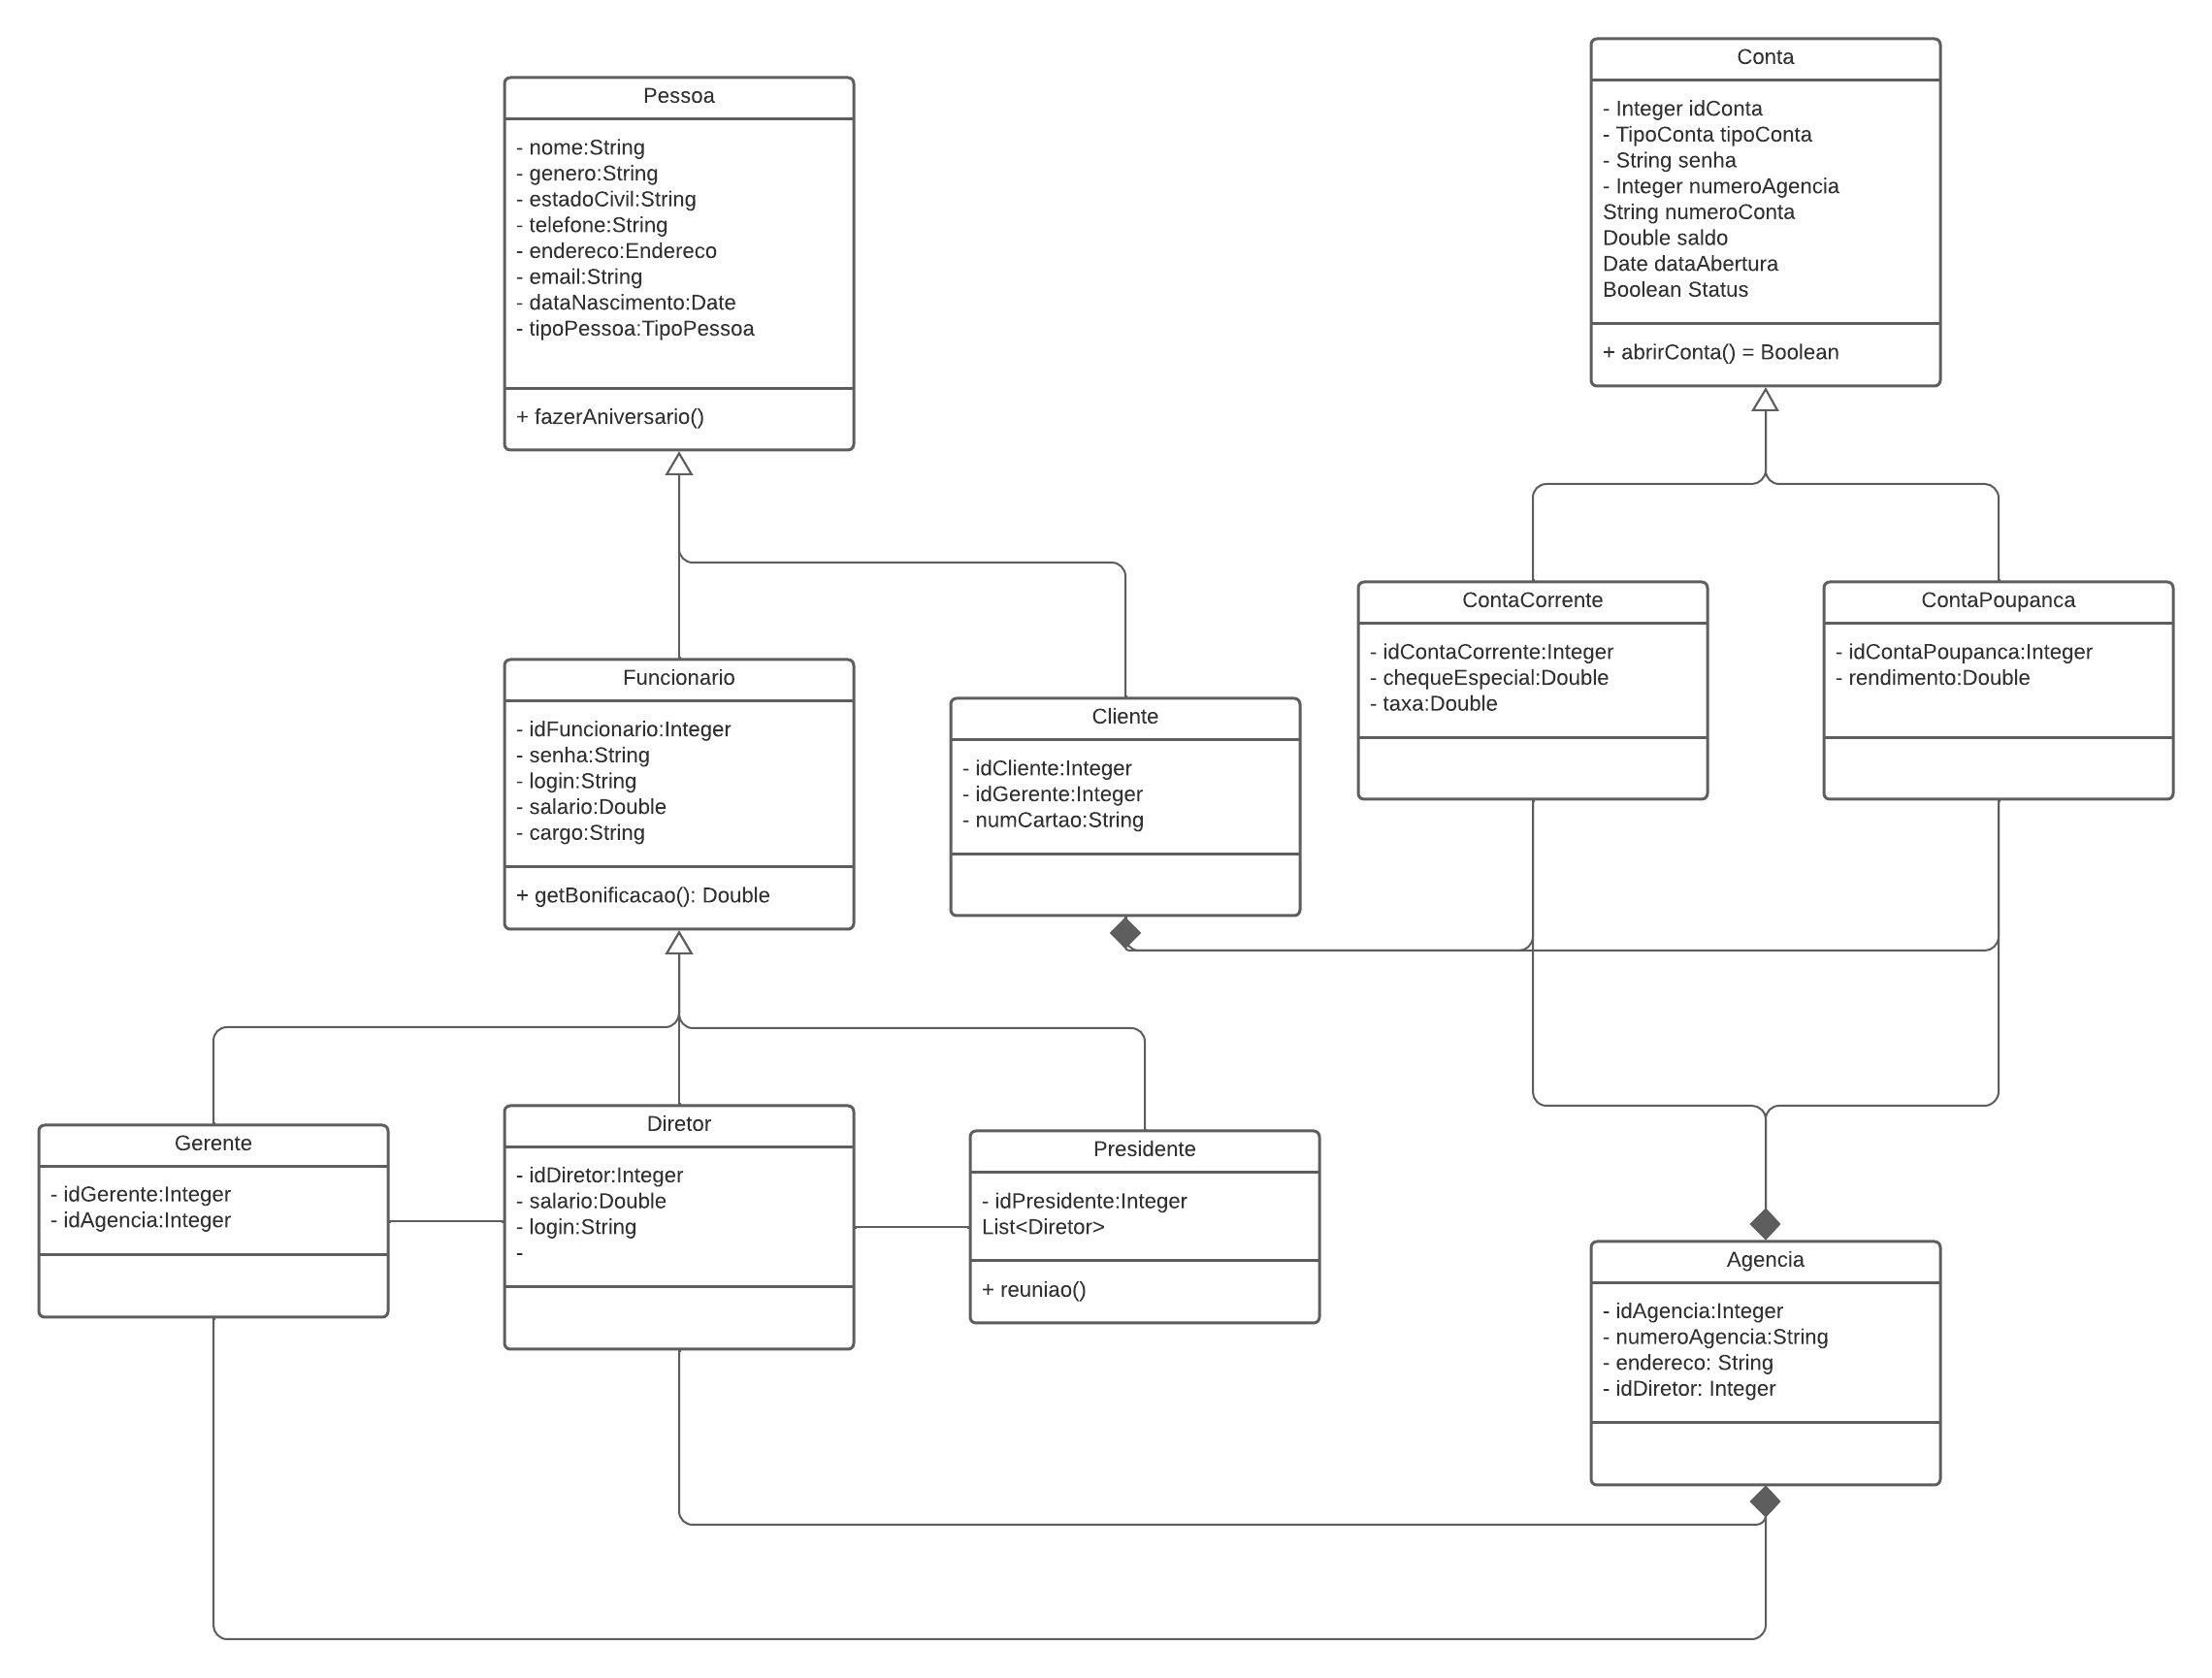 Pessoa
- nome:String
- genero:String
- estadoCivil:String
- telefone:String
- endereco:Endereco
- email:String
- dataNascimento:Date
- tipoPessoa:TipoPessoa
+ fazerAniversario()
Conta
- Integer idConta
- TipoConta tipoConta
- String senha
- Integer numeroAgencia
String numeroConta
Double saldo
Date dataAbertura
Boolean Status
+ abrirConta() = Boolean
Funcionario
- idFuncionario:Integer
- senha:String
- login:String
- salario:Double
- cargo:String
+ getBonificacao(): Double
Cliente
- idCliente:Integer
- idGerente:Integer
- numCartao:String
ContaCorrente
- idContaCorrente:Integer
- chequeEspecial:Double
- taxa:Double
ContaPoupanca
- idContaPoupanca:Integer
- rendimento:Double
Gerente
- idGerente:Integer
- idAgencia:Integer
Diretor
- idDiretor:Integer
- salario:Double
- login:String
-
Presidente
- idPresidente:Integer
List<Diretor>
+ reuniao()
Agencia
- idAgencia:Integer
- numeroAgencia:String
- endereco: String
- idDiretor: Integer